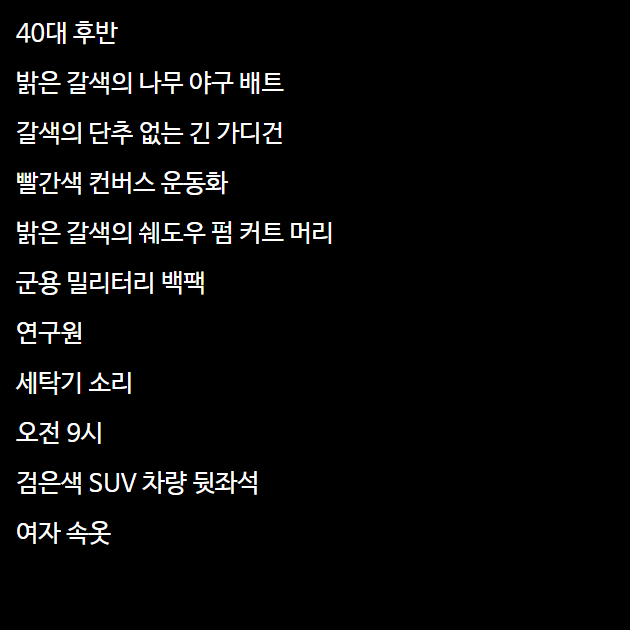 40대 후반
밝은 갈색의 나무 야구 배트
갈색의 단추 없는 긴 가디건
빨간색 컨버스 운동화
밝은 갈색의 쉐도우 펌 커트 머리
군용 밀리터리 백팩
연구원
세탁기 소리
오전 9시
검은색 SUV 차량 뒷좌석
여자 속옷